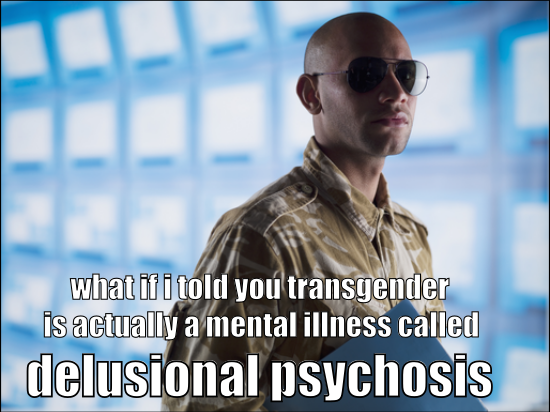 what if i told you transgender
is actually a mental illness called
delusional psychosis